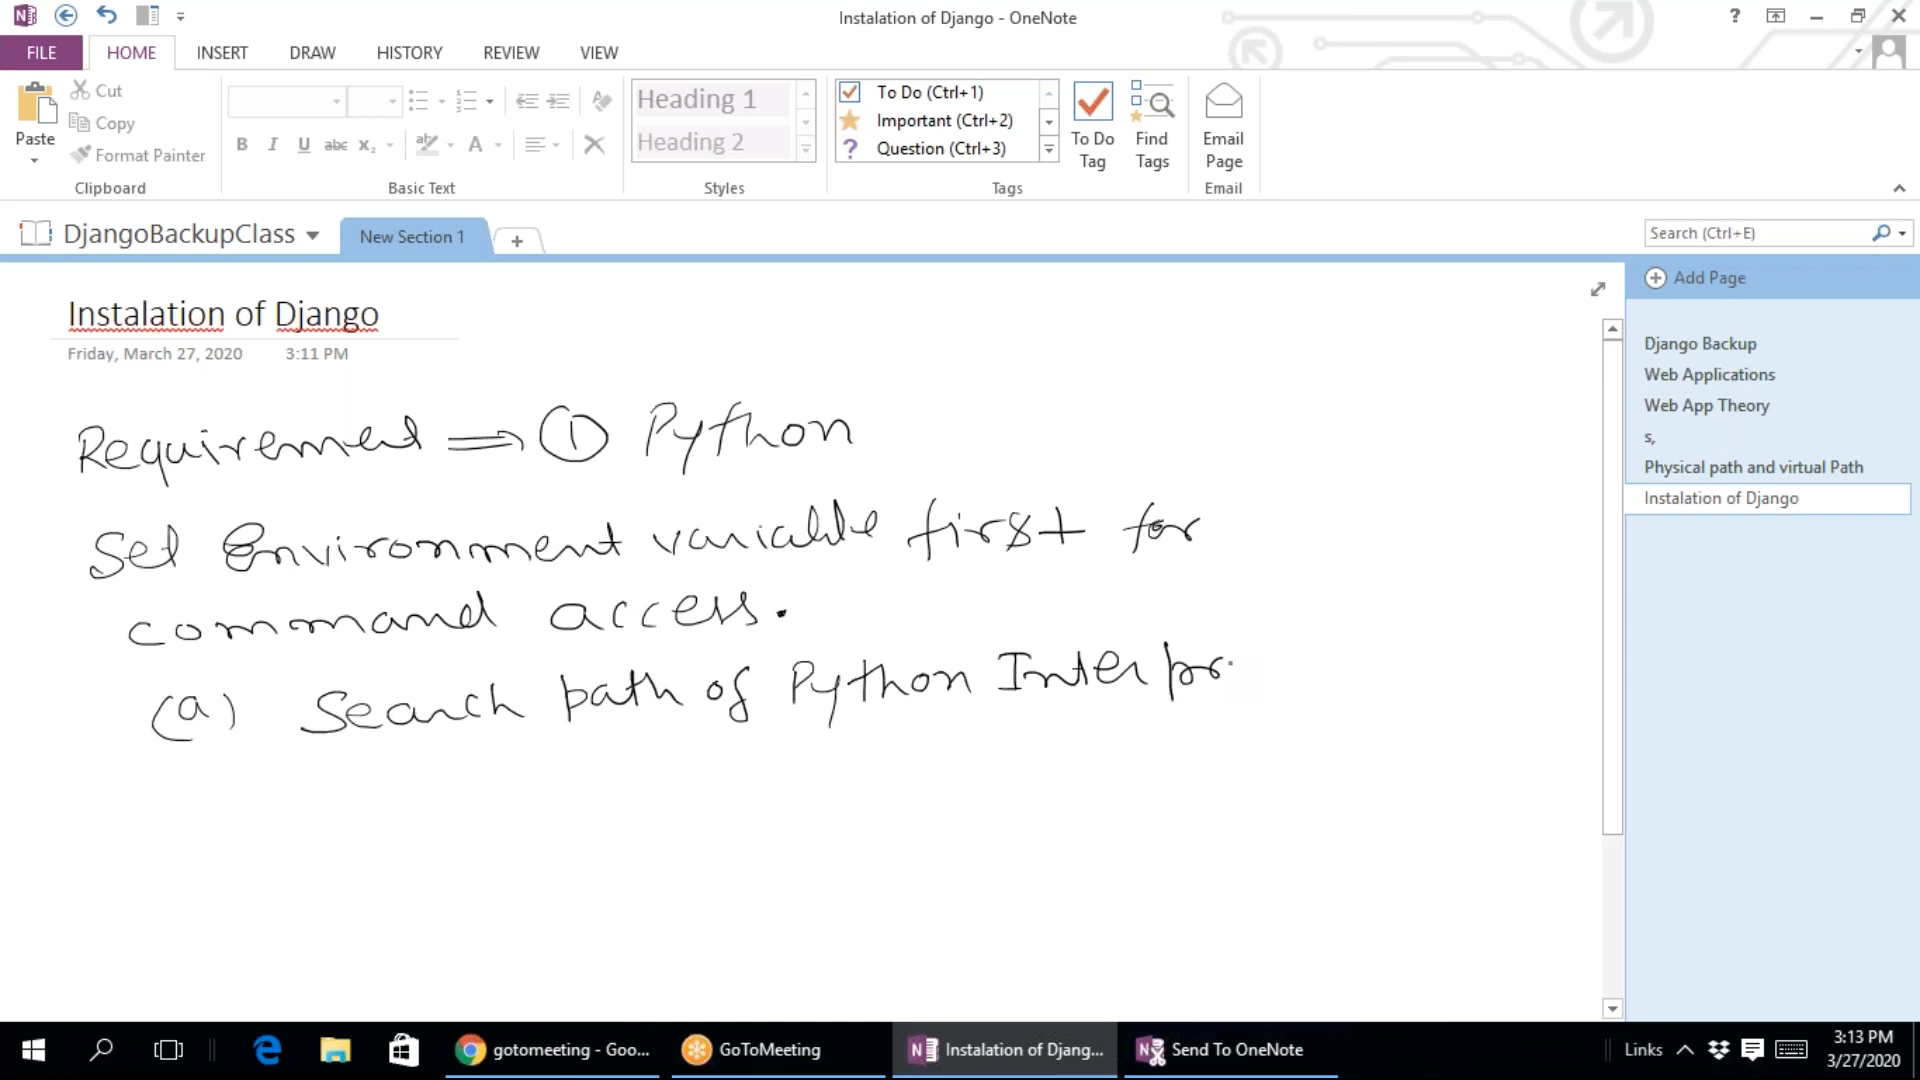 Instalation of Django - OneNote
?
FILE HOME INSERT DRAW HISTORY REVIEW VIEW
Paste
Cut
Copy
Format Painter
Clipboard
B I U abc x₂ ab A
Basic Text
Heading 1
Heading 2
Styles
To Do (Ctrl+1)
Important (Ctrl+2)
? Question (Ctrl+3)
To Do Tag
Find Tags
Tags
Email Page
Email
DjangoBackupClass
New Section 1
+
Search (Ctrl+E)
Instalation of Django
Friday, March 27, 2020 3:11 PM
Requirement ⇒ ① Python
Set Environment variable first for
command access.
(a) Search path of Python Interpr
Add Page
Django Backup
Web Applications
Web App Theory
s,
Physical path and virtual Path
Instalation of Django
gotomeeting - Goo...
GoToMeeting
Instalation of Djang...
Send To OneNote
Links
3:13 PM
3/27/2020